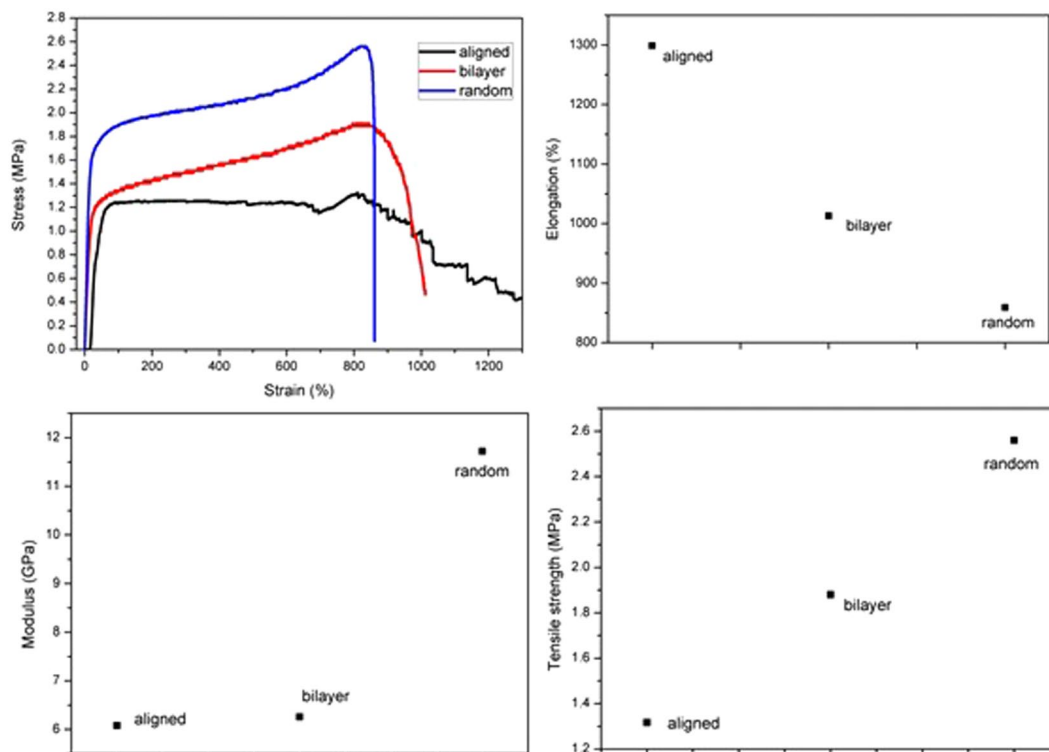 2.8
2.6
2.4
2.2
2.0
1.8
1.6
1.4
1.2
1.0
0.8
0.6
0.4
0.2
0.0
Stress (MPa)
aligned
bilayer
random
0
200
400
600
800
1000
1200
Strain (%)
1300
1200
1100
1000
900
800
Elongation (%)
aligned
bilayer
random
12
11
10
9
8
7
6
Modulus (GPa)
random
bilayer
aligned
2.6
2.4
2.2
2.0
1.8
1.6
1.4
1.2
Tensile strength (MPa)
random
bilayer
aligned